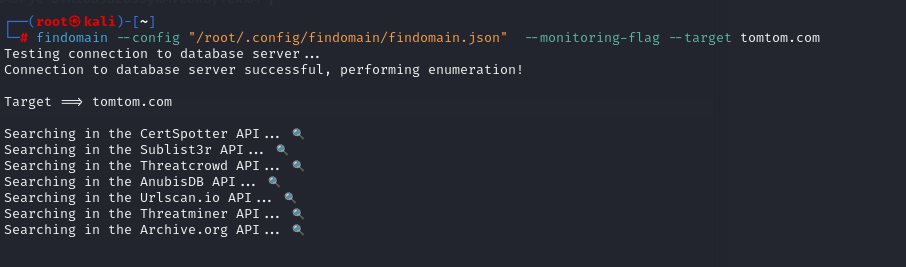 ┌──(root㉿kali)-[~]
└─# findomain --config "/root/.config/findomain/findomain.json"  --monitoring-flag --target tomtom.com
Testing connection to database server...
Connection to database server successful, performing enumeration!
Target ==> tomtom.com
Searching in the CertSpotter API... 🔍
Searching in the Sublist3r API... 🔍
Searching in the Threatcrowd API... 🔍
Searching in the AnubisDB API... 🔍
Searching in the Urlscan.io API... 🔍
Searching in the Threatminer API... 🔍
Searching in the Archive.org API... 🔍